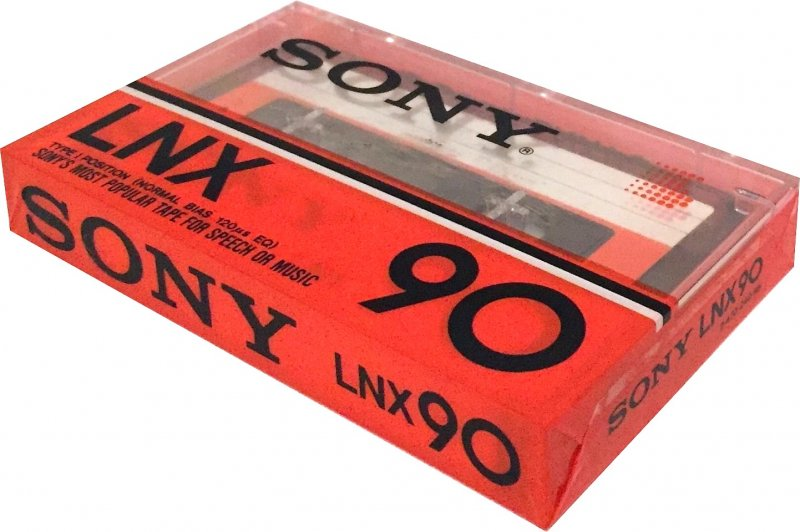 SONY®
LNX
TYPE I POSITION (NORMAL BIAS 120µs EQ)
SONY'S MOST POPULAR TAPE FOR SPEECH OR MUSIC
90
SONY LNX90
SONY LNX90